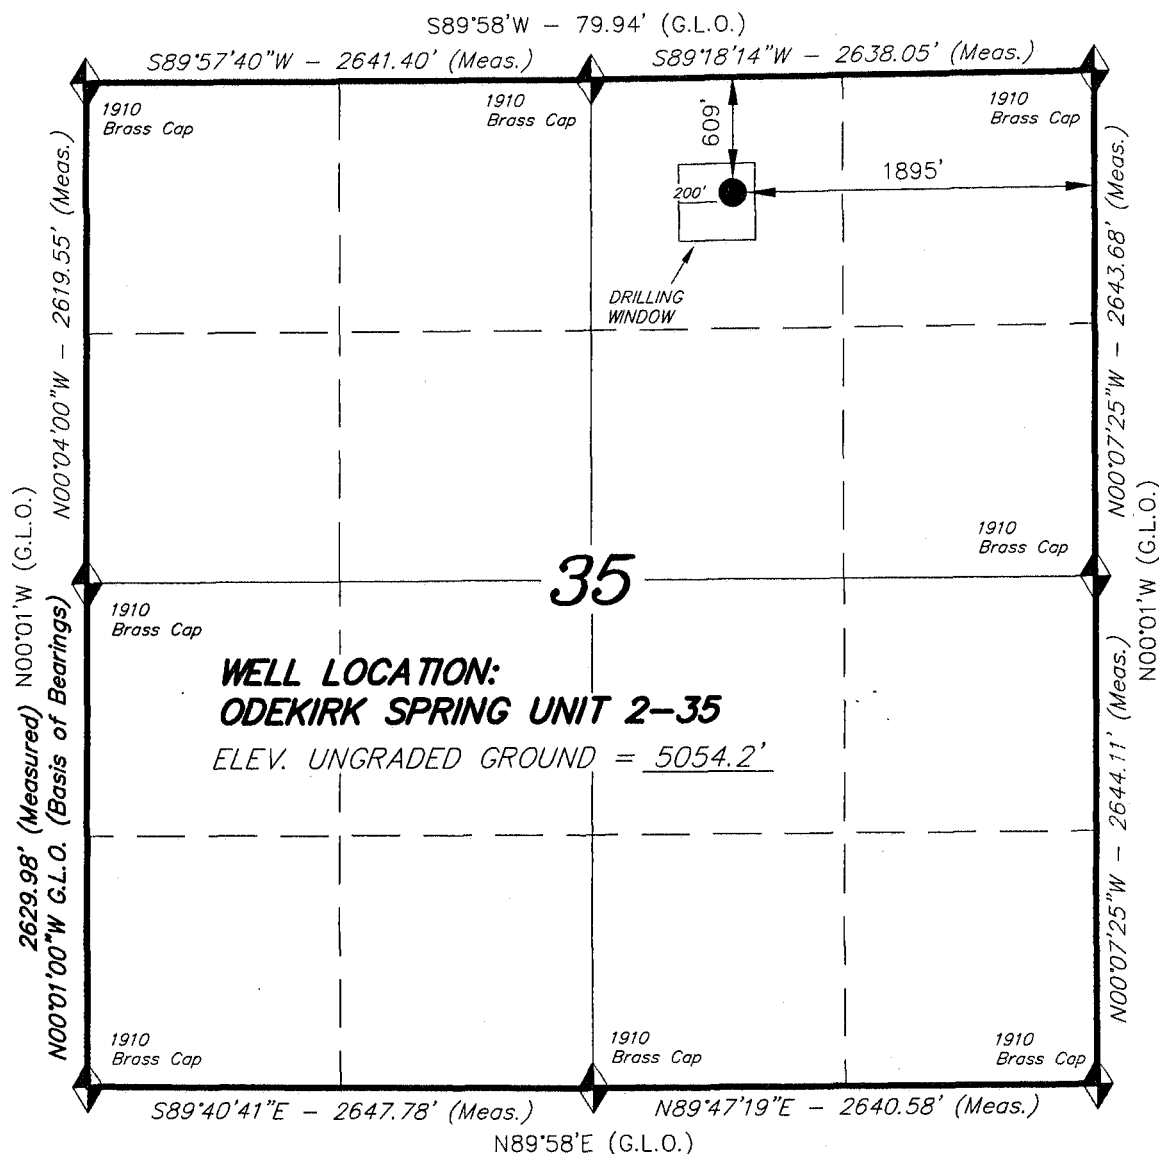 S89°58'W – 79.94' (G.L.O.)
S89°57'40"W – 2641.40' (Meas.)
S89°18'14"W – 2638.05' (Meas.)
1910
Brass Cap
1910
Brass Cap
1910
Brass Cap
609'
1895'
200'
DRILLING
WINDOW
N00°04'00"W – 2619.55' (Meas.)
N00°07'25"W – 2643.68' (Meas.)
N00°01'W (G.L.O.)
N00°01'W (G.L.O.)
1910
Brass Cap
35
1910
Brass Cap
WELL LOCATION:
ODEKIRK SPRING UNIT 2–35
ELEV. UNGRADED GROUND = 5054.2'
2629.98' (Measured)
N00°01'00"W G.L.O. (Basis of Bearings)
N00°07'25"W – 2644.11' (Meas.)
1910
Brass Cap
1910
Brass Cap
1910
Brass Cap
S89°40'41"E – 2647.78' (Meas.)
N89°47'19"E – 2640.58' (Meas.)
N89°58'E (G.L.O.)